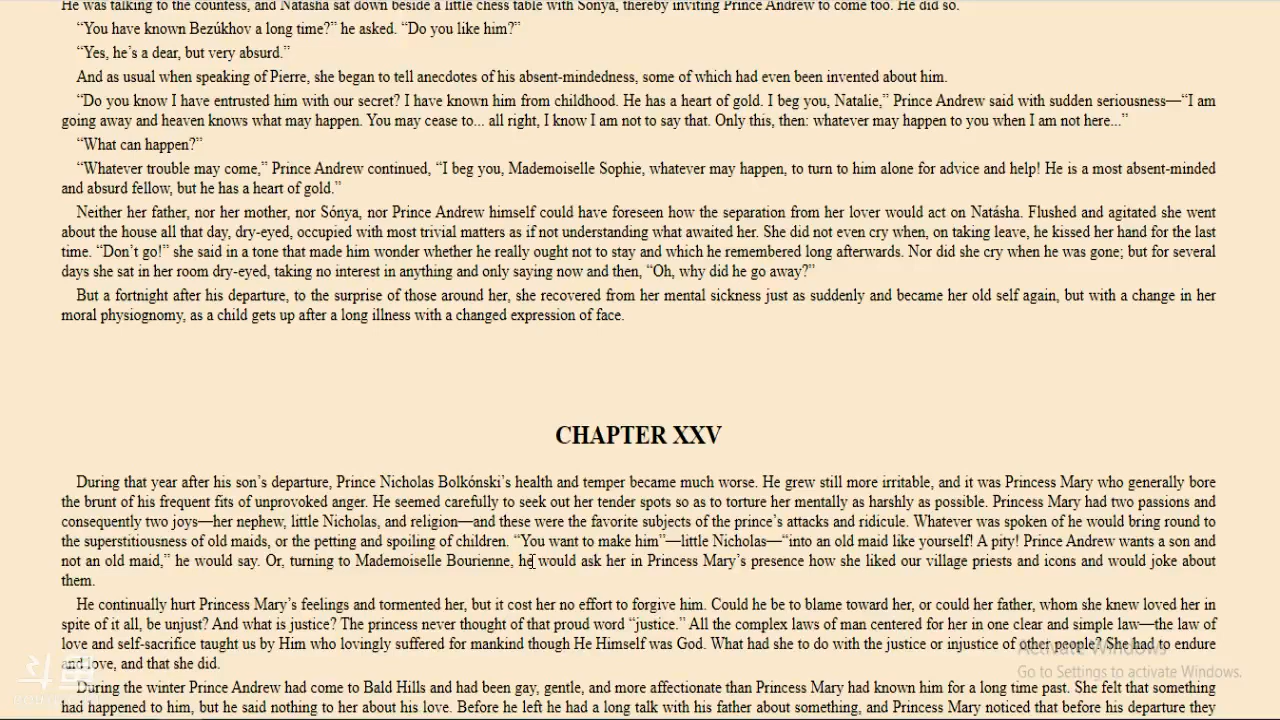 He was talking to the countess, and Natásha sat down beside a little chess table with Sónya, thereby inviting Prince Andrew to come too. He did so.
“You have known Bezúkhov a long time?” he asked. “Do you like him?”
“Yes, he’s a dear, but very absurd.”
And as usual when speaking of Pierre, she began to tell anecdotes of his absent-mindedness, some of which had even been invented about him.
“Do you know I have entrusted him with our secret? I have known him from childhood. He has a heart of gold. I beg you, Natalie,” Prince Andrew said with sudden seriousness—“I am
going away and heaven knows what may happen. You may cease to... all right, I know I am not to say that. Only this, then: whatever may happen to you when I am not here...”
“What can happen?”
“Whatever trouble may come,” Prince Andrew continued, “I beg you, Mademoiselle Sophie, whatever may happen, to turn to him alone for advice and help! He is a most absent-minded
and absurd fellow, but he has a heart of gold.”
Neither her father, nor her mother, nor Sónya, nor Prince Andrew himself could have foreseen how the separation from her lover would act on Natásha. Flushed and agitated she went
about the house all that day, dry-eyed, occupied with most trivial matters as if not understanding what awaited her. She did not even cry when, on taking leave, he kissed her hand for the last
time. “Don’t go!” she said in a tone that made him wonder whether he really ought not to stay and which he remembered long afterwards. Nor did she cry when he was gone; but for several
days she sat in her room dry-eyed, taking no interest in anything and only saying now and then, “Oh, why did he go away?”
But a fortnight after his departure, to the surprise of those around her, she recovered from her mental sickness just as suddenly and became her old self again, but with a change in her
moral physiognomy, as a child gets up after a long illness with a changed expression of face.
CHAPTER XXV
During that year after his son’s departure, Prince Nicholas Bolkónski’s health and temper became much worse. He grew still more irritable, and it was Princess Mary who generally bore
the brunt of his frequent fits of unprovoked anger. He seemed carefully to seek out her tender spots so as to torture her mentally as harshly as possible. Princess Mary had two passions and
consequently two joys—her nephew, little Nicholas, and religion—and these were the favorite subjects of the prince’s attacks and ridicule. Whatever was spoken of he would bring round to
the superstitiousness of old maids, or the petting and spoiling of children. “You want to make him”—little Nicholas—“into an old maid like yourself! A pity! Prince Andrew wants a son and
not an old maid,” he would say. Or, turning to Mademoiselle Bourienne, he would ask her in Princess Mary’s presence how she liked our village priests and icons and would joke about
them.
He continually hurt Princess Mary’s feelings and tormented her, but it cost her no effort to forgive him. Could he be to blame toward her, or could her father, whom she knew loved her in
spite of it all, be unjust? And what is justice? The princess never thought of that proud word “justice.” All the complex laws of man centered for her in one clear and simple law—the law of
love and self-sacrifice taught us by Him who lovingly suffered for mankind though He Himself was God. What had she to do with the justice or injustice of other people? She had to endure
and love, and that she did.
During the winter Prince Andrew had come to Bald Hills and had been gay, gentle, and more affectionate than Princess Mary had known him for a long time past. She felt that something
had happened to him, but he said nothing to her about his love. Before he left he had a long talk with his father about something, and Princess Mary noticed that before his departure they
Activate Windows
Go to Settings to activate Windows.
斗鱼